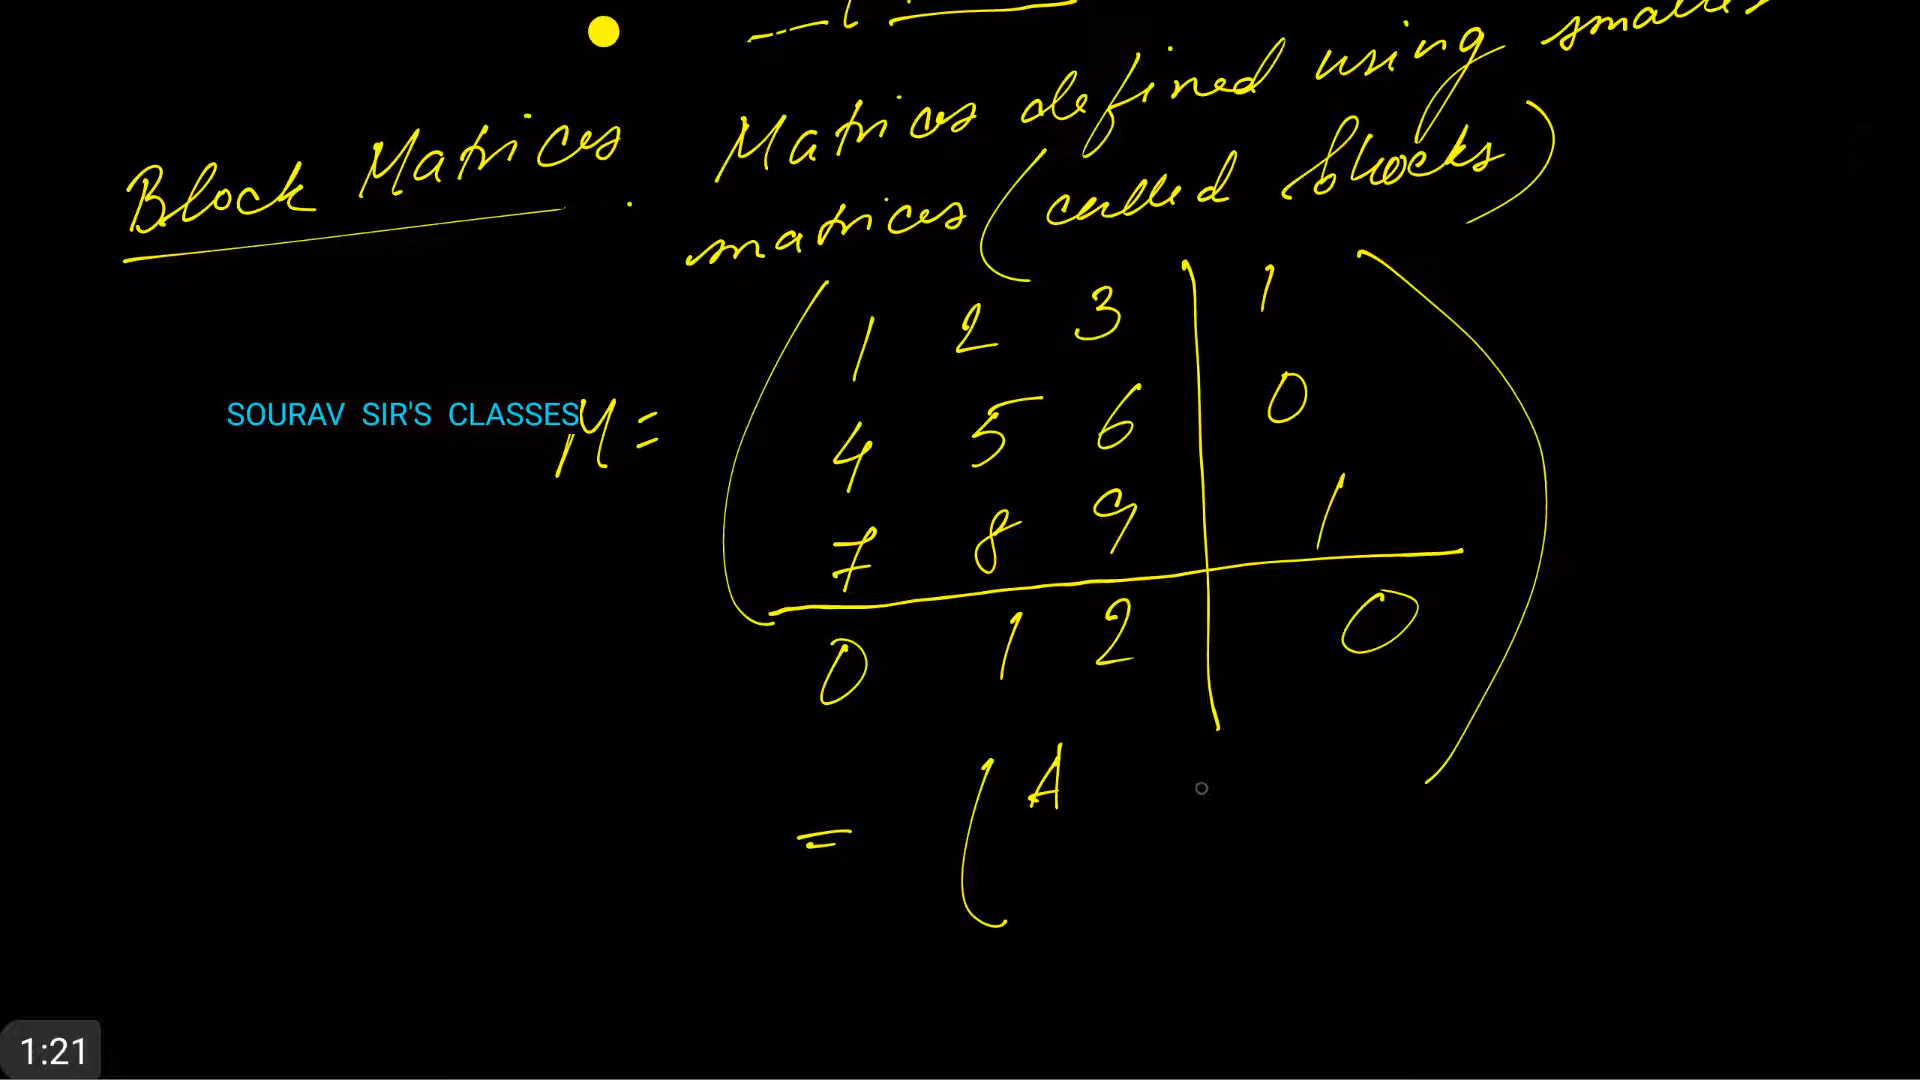 Block Matrices. Matrices defined using smaller
matrices (called blocks)
1 2 3 | 1
SOURAV SIR'S CLASSES
M = 4 5 6 | 0
7 8 9 | 1
0 1 2 | 0
= ( A
1:21